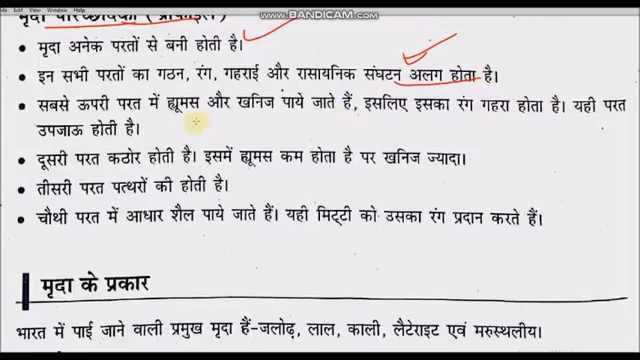 www.BANDICAM.com
मृदा परिच्छेदिका (प्रोफाइल)
• मृदा अनेक परतों से बनी होती है।
• इन सभी परतों का गठन, रंग, गहराई और रासायनिक संघटन अलग होता है।
• सबसे ऊपरी परत में ह्यूमस और खनिज पाये जाते हैं, इसलिए इसका रंग गहरा होता है। यही परत
उपजाऊ होती है।
• दूसरी परत कठोर होती है। इसमें ह्यूमस कम होता है पर खनिज ज्यादा।
• तीसरी परत पत्थरों की होती है।
• चौथी परत में आधार शैल पाये जाते हैं। यही मिट्टी को उसका रंग प्रदान करते हैं।
मृदा के प्रकार
भारत में पाई जाने वाली प्रमुख मृदा हैं-जलोढ़, लाल, काली, लैटेराइट एवं मरुस्थलीय।